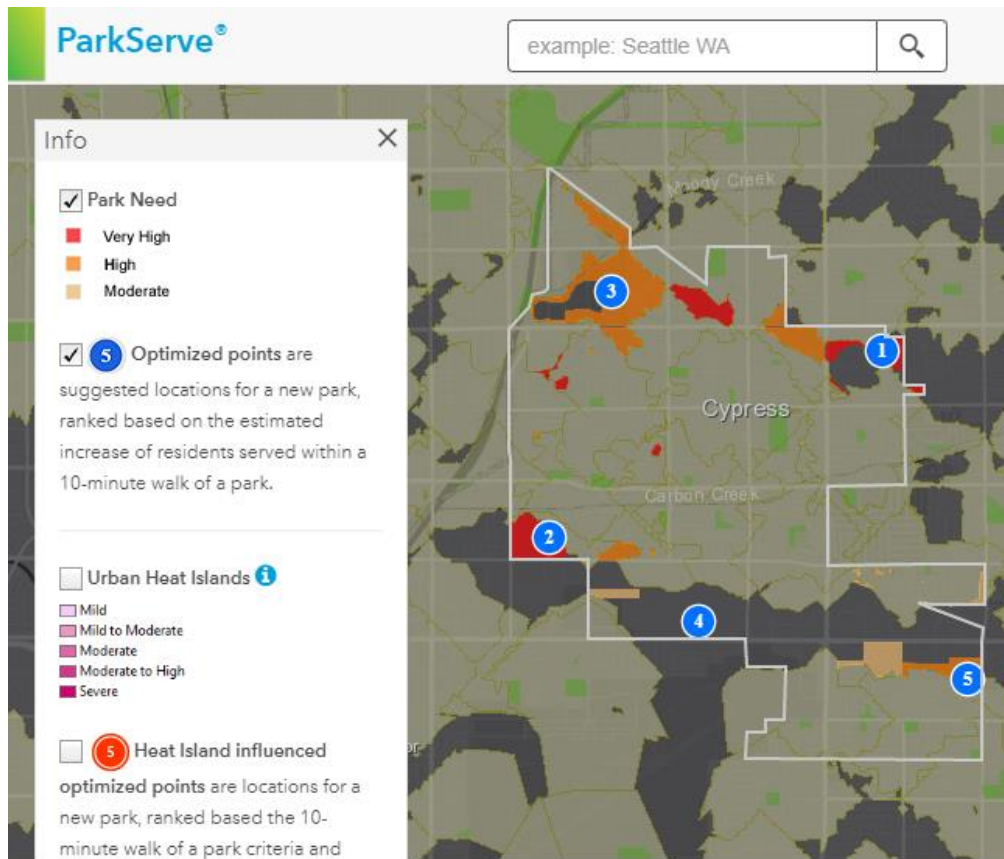 ParkServe®
example: Seattle WA
Info
Park Need
Very High
High
Moderate
5 Optimized points are
suggested locations for a new park,
ranked based on the estimated
increase of residents served within a
10-minute walk of a park.
Urban Heat Islands i
Mild
Mild to Moderate
Moderate
Moderate to High
Severe
5 Heat Island influenced
optimized points are locations for a
new park, ranked based the 10-
minute walk of a park criteria and
Moody Creek
3
1
Cypress
Carbon Creek
2
4
5
or